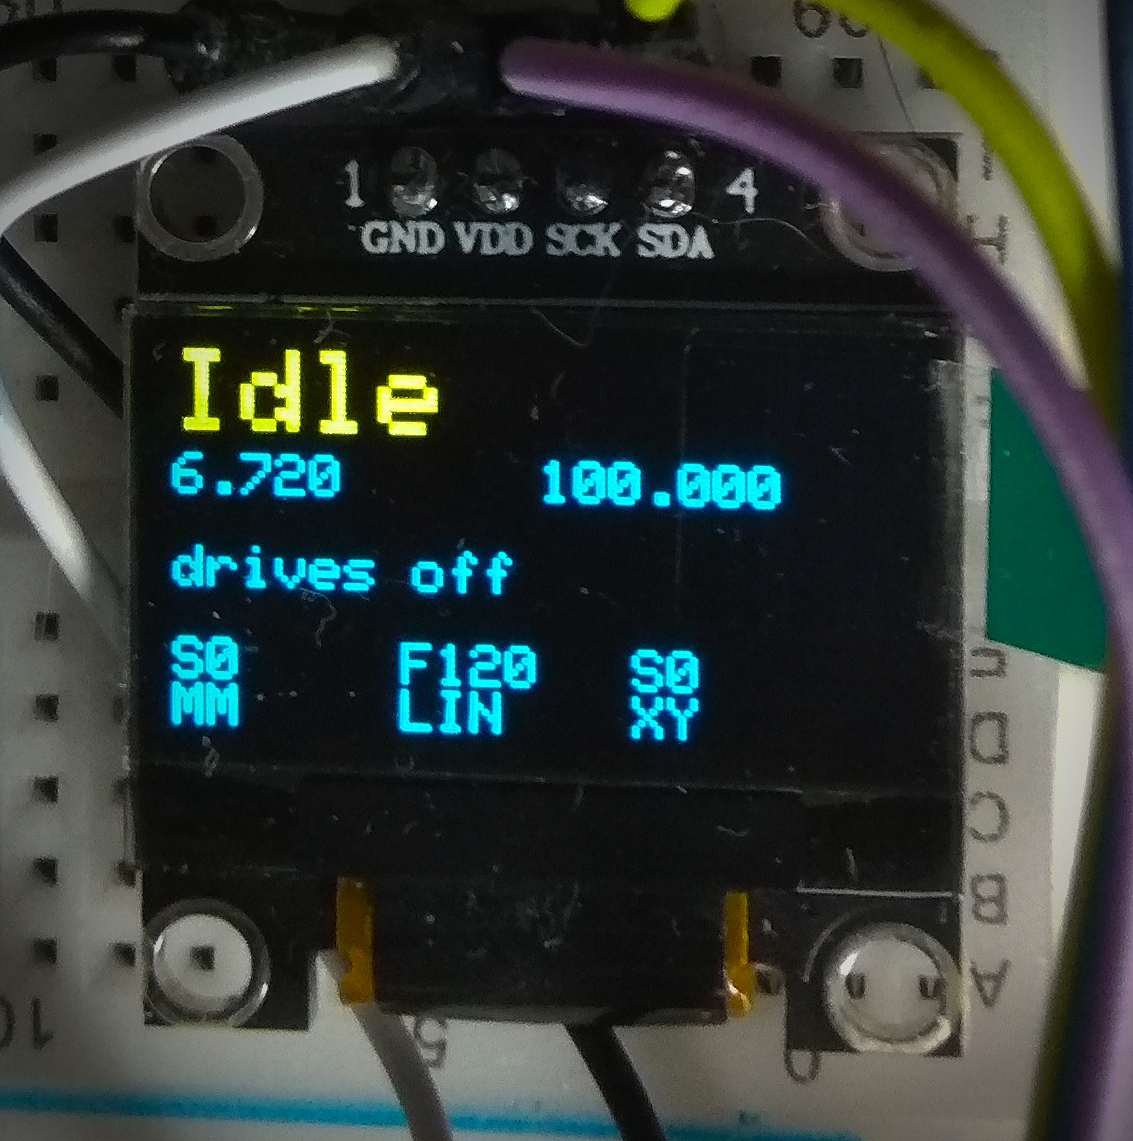 1 4
GND VDD SCK SDA
Idle
6.720 100.000
drives off
S0 F120 S0
MM LIN XY
D
C
B
A
10
5